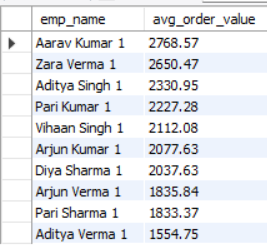 emp_name avg_order_value
Aarav Kumar 1 2768.57
Zara Verma 1 2650.47
Aditya Singh 1 2330.95
Pari Kumar 1 2227.28
Vihaan Singh 1 2112.08
Arjun Kumar 1 2077.63
Diya Sharma 1 2037.63
Arjun Verma 1 1835.84
Pari Sharma 1 1833.37
Aditya Verma 1 1554.75